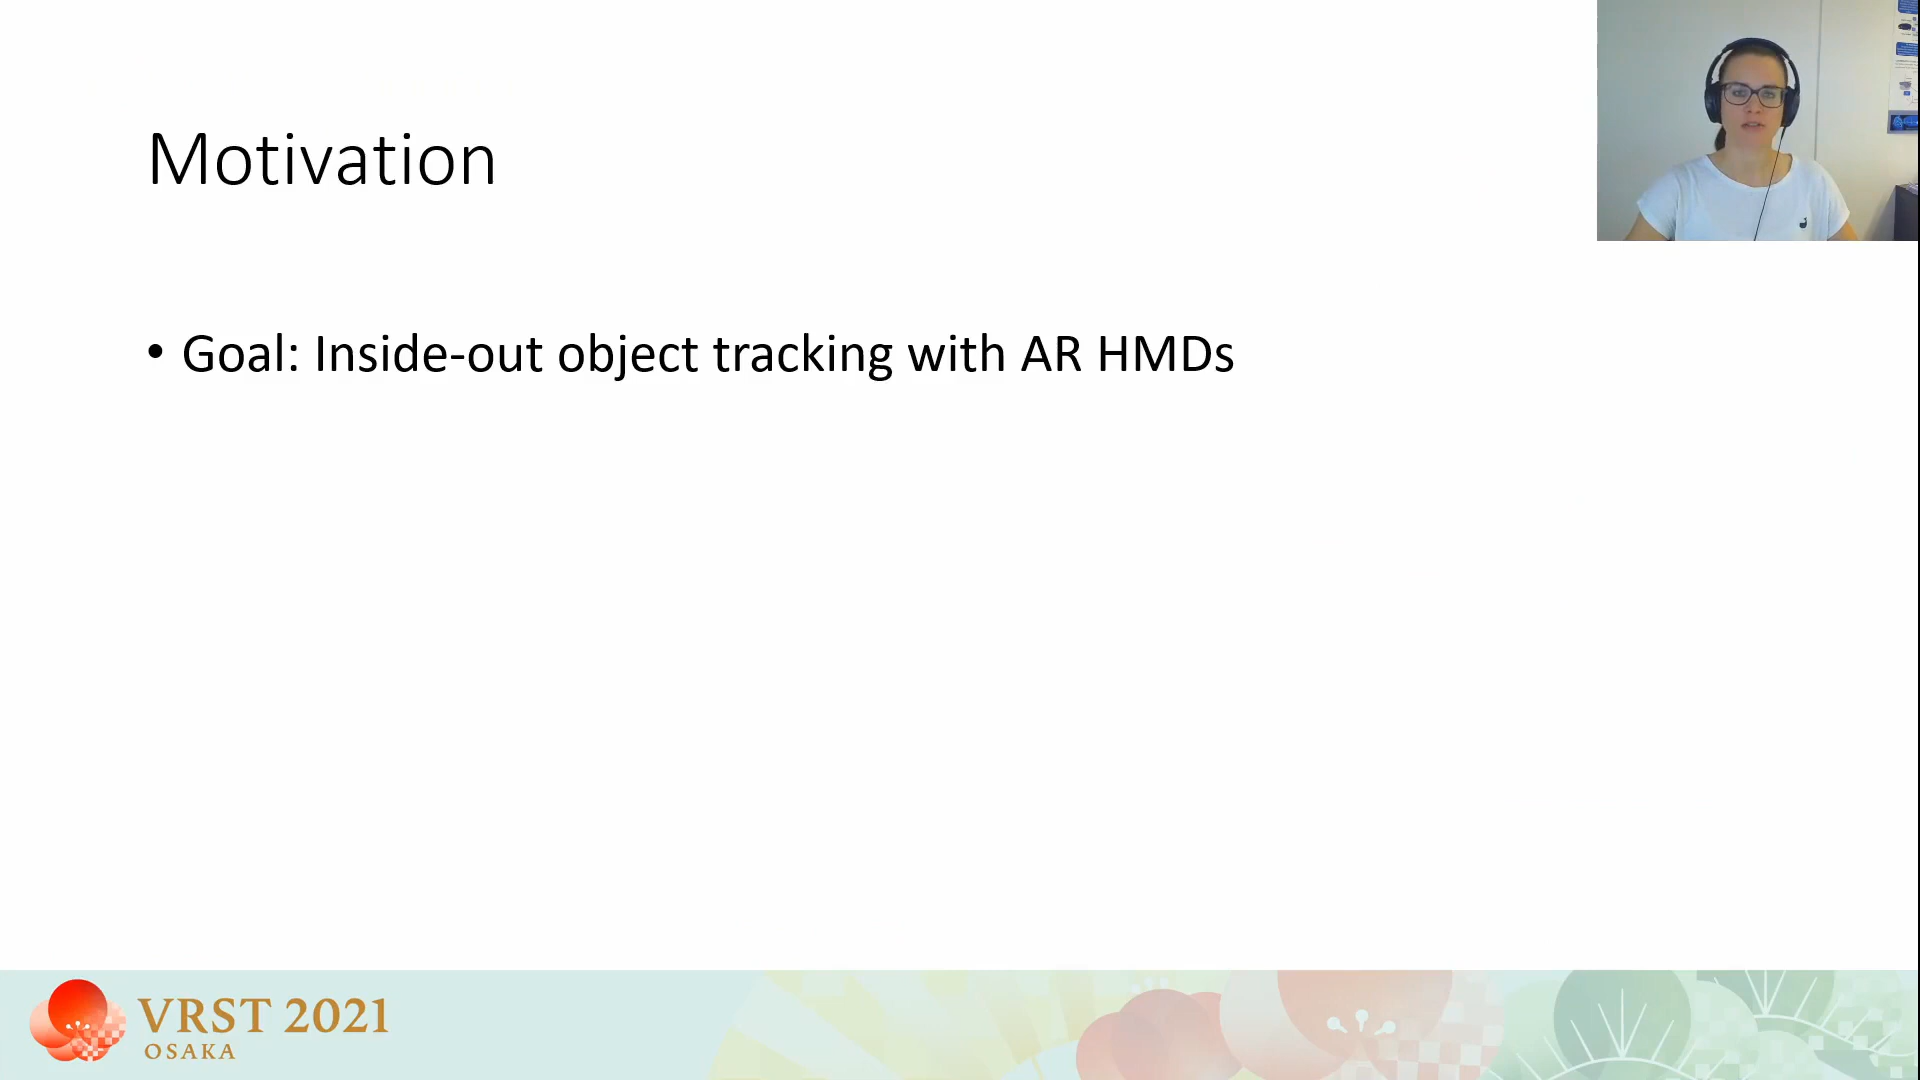 Motivation
• Goal: Inside-out object tracking with AR HMDs
VRST 2021
OSAKA